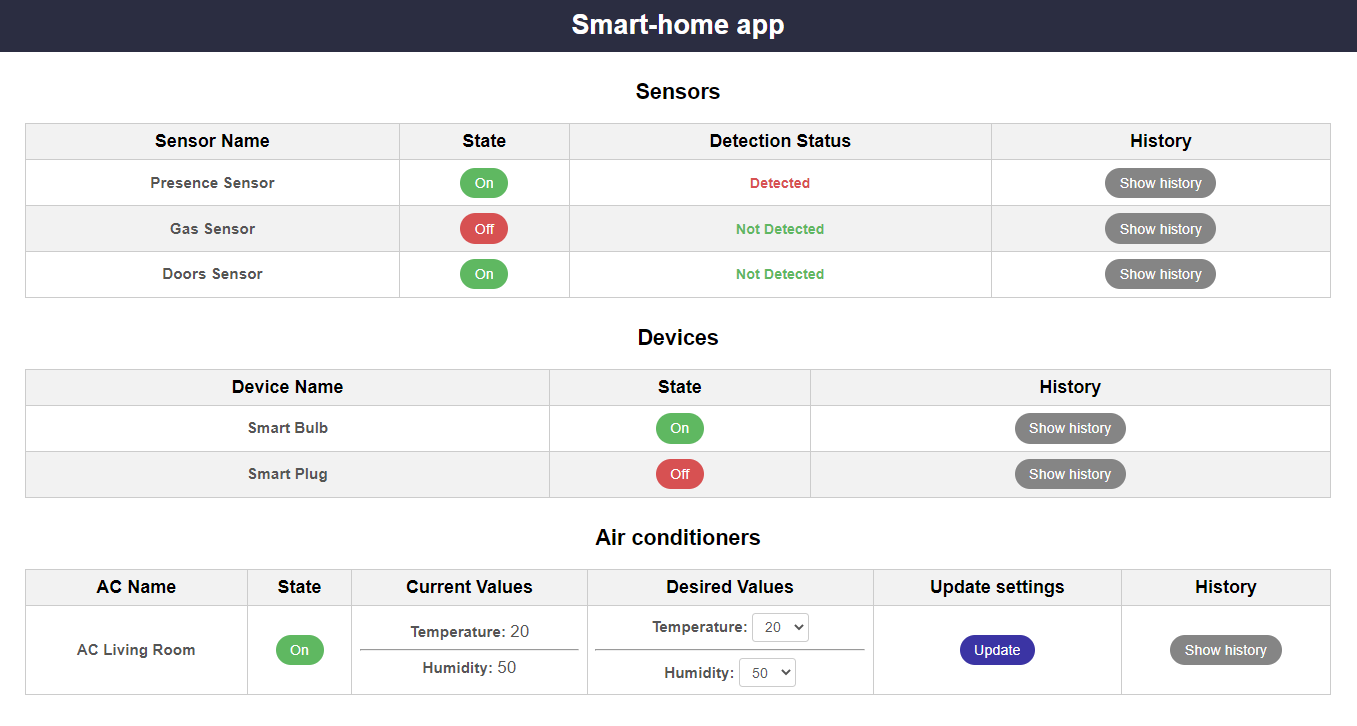 Smart-home app
Sensors
Sensor Name State Detection Status History
Presence Sensor On Detected Show history
Gas Sensor Off Not Detected Show history
Doors Sensor On Not Detected Show history
Devices
Device Name State History
Smart Bulb On Show history
Smart Plug Off Show history
Air conditioners
AC Name State Current Values Desired Values Update settings History
AC Living Room On Temperature: 20 Temperature: 20 Update Show history
Humidity: 50 Humidity: 50